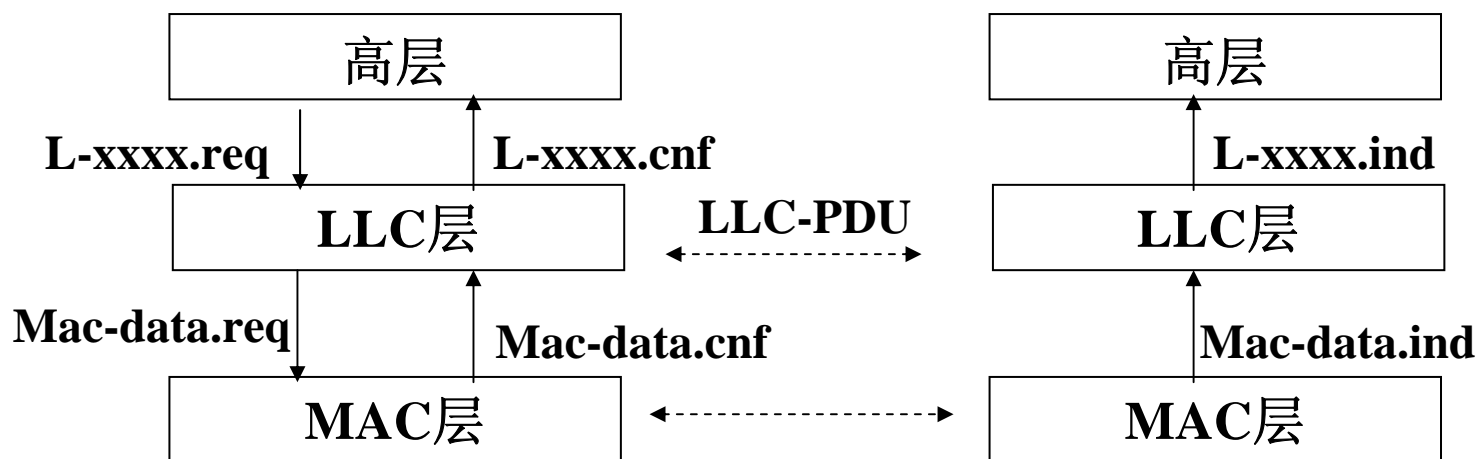 高层 高层
L-xxxx.req L-xxxx.cnf L-xxxx.ind
LLC层 LLC-PDU LLC层
Mac-data.req Mac-data.cnf Mac-data.ind
MAC层 MAC层